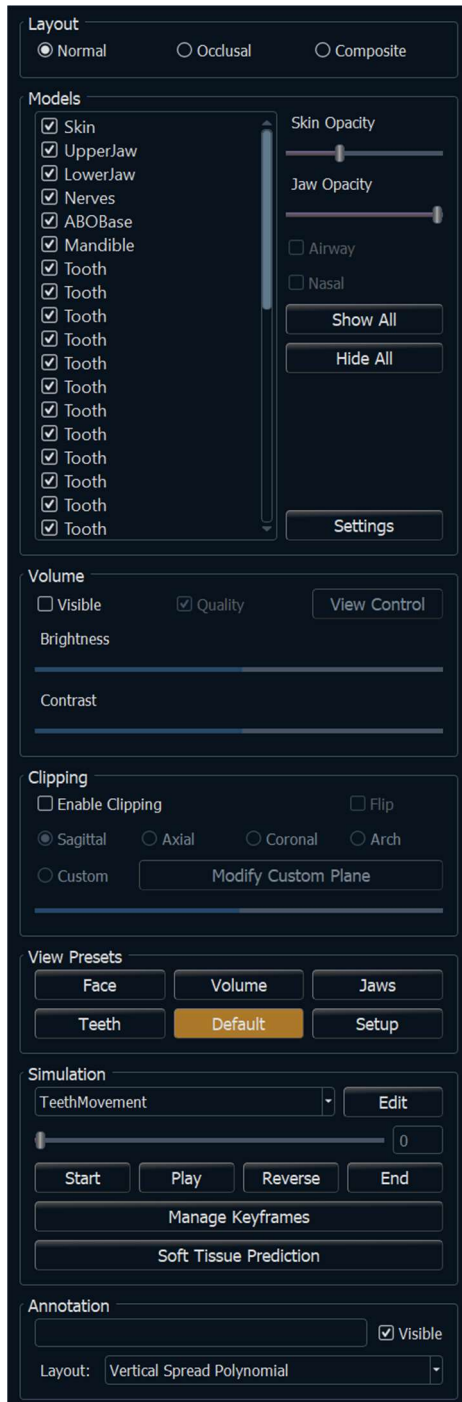 Layout
Normal Occlusal Composite
Models
Skin
UpperJaw
LowerJaw
Nerves
ABOBase
Mandible
Tooth
Tooth
Tooth
Tooth
Tooth
Tooth
Tooth
Tooth
Tooth
Tooth
Tooth
Tooth
Skin Opacity
Jaw Opacity
Airway
Nasal
Show All
Hide All
Settings
Volume
Visible Quality View Control
Brightness
Contrast
Clipping
Enable Clipping Flip
Sagittal Axial Coronal Arch
Custom Modify Custom Plane
View Presets
Face Volume Jaws
Teeth Default Setup
Simulation
TeethMovement Edit
0
Start Play Reverse End
Manage Keyframes
Soft Tissue Prediction
Annotation
Visible
Layout: Vertical Spread Polynomial